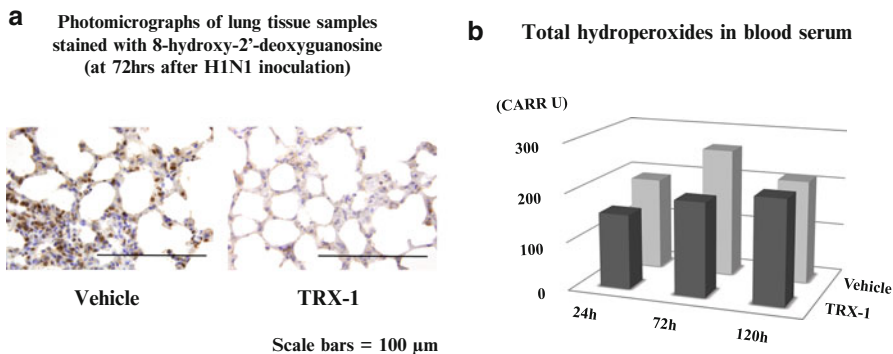 a
Photomicrographs of lung tissue samples
stained with 8-hydroxy-2’-deoxyguanosine
(at 72hrs after H1N1 inoculation)
Vehicle
TRX-1
Scale bars = 100 μm
b
Total hydroperoxides in blood serum
(CARR U)
300
200
100
0
24h
72h
120h
Vehicle
TRX-1